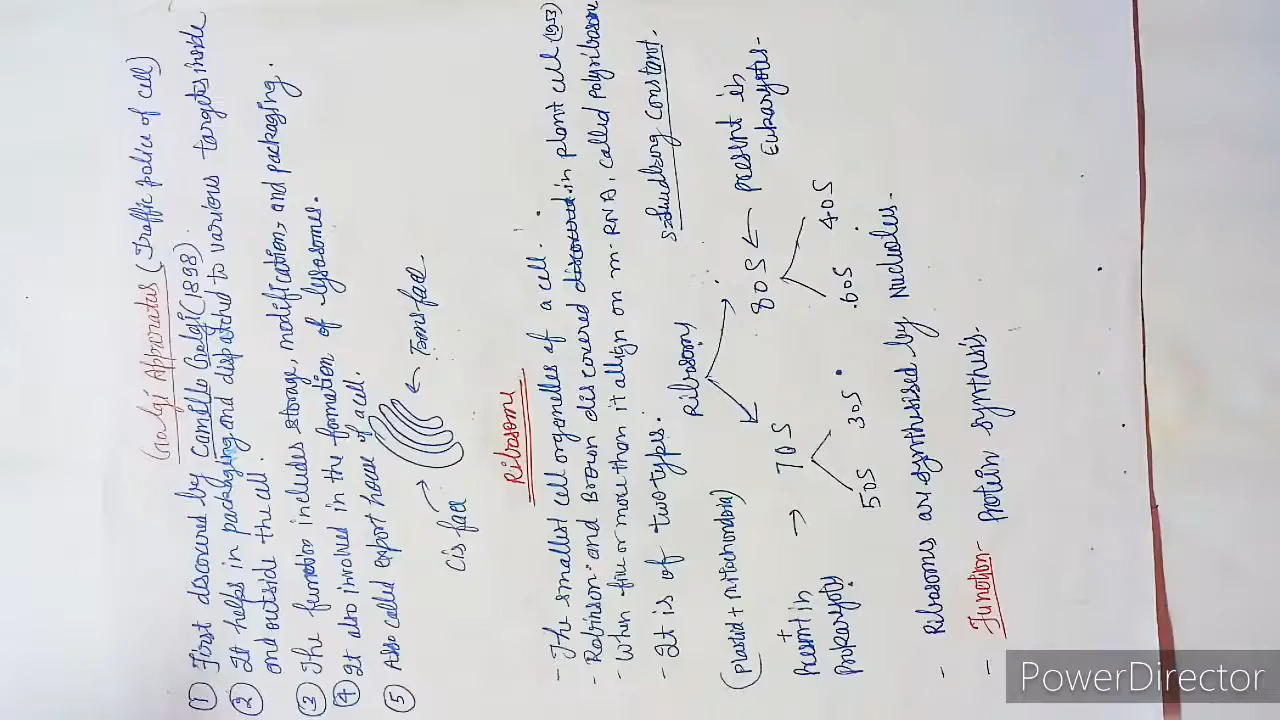 Golgi Apparatus (Traffic police of cell)
① First discovered by Camillo Golgi (1898).
② It helps in packaging and dispatched to various targets inside
and outside the cell.
③ The function includes storage, modification, and packaging.
④ It also involved in the formation of lysosomes.
⑤ Also called export house of a cell.
Cis face → ← Trans face
Ribosome
- The smallest cell organelles of a cell.
- Robinson and Brown discovered discovered in plant cell (1953)
- When five or more than it allign on m-RNA, called polyribosome
- It is of two types.
Ribosome
(Plastid + Mitochondria)
+
Present in Prokaryote. → 70S 80S ← present in Eukaryotes-
50S 30S 60S 40S
- Ribosomes are synthisised by Nucleolus.
- Function- Protein synthisis.
PowerDirector